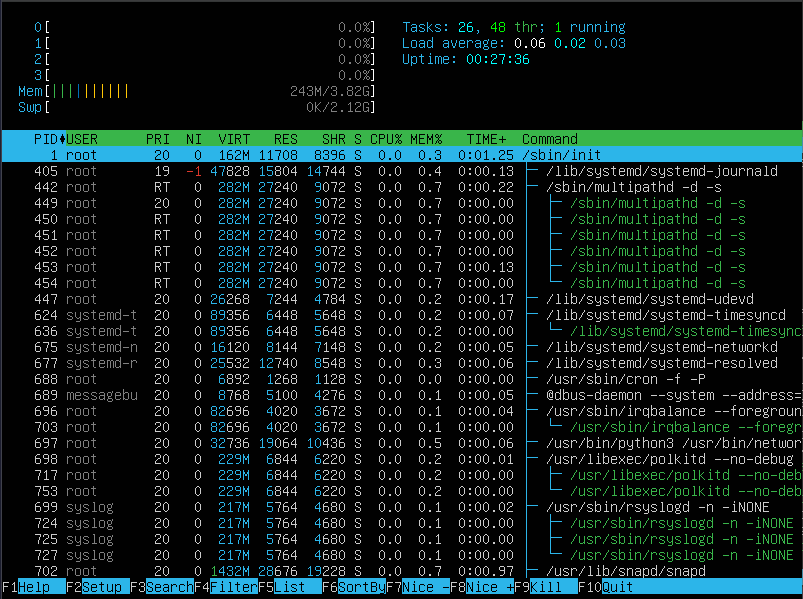 0[ 0.0%] Tasks: 26, 48 thr; 1 running
1[ 0.0%] Load average: 0.06 0.02 0.03
2[ 0.0%] Uptime: 00:27:36
3[ 0.0%]
Mem[|||||||||| 243M/3.82G]
Swp[ 0K/2.12G]
PID♦USER PRI NI VIRT RES SHR S CPU% MEM% TIME+ Command
1 root 20 0 162M 11708 8396 S 0.0 0.3 0:01.25 /sbin/init
405 root 19 -1 47828 15804 14744 S 0.0 0.4 0:00.13 ├─ /lib/systemd/systemd-journald
442 root RT 0 282M 27240 9072 S 0.0 0.7 0:00.22 ├─ /sbin/multipathd -d -s
449 root 20 0 282M 27240 9072 S 0.0 0.7 0:00.00 │ ├─ /sbin/multipathd -d -s
450 root RT 0 282M 27240 9072 S 0.0 0.7 0:00.00 │ ├─ /sbin/multipathd -d -s
451 root RT 0 282M 27240 9072 S 0.0 0.7 0:00.00 │ ├─ /sbin/multipathd -d -s
452 root RT 0 282M 27240 9072 S 0.0 0.7 0:00.00 │ ├─ /sbin/multipathd -d -s
453 root RT 0 282M 27240 9072 S 0.0 0.7 0:00.13 │ ├─ /sbin/multipathd -d -s
454 root RT 0 282M 27240 9072 S 0.0 0.7 0:00.00 │ └─ /sbin/multipathd -d -s
447 root 20 0 26268 7244 4784 S 0.0 0.2 0:00.17 ├─ /lib/systemd/systemd-udevd
624 systemd-t 20 0 89356 6448 5648 S 0.0 0.2 0:00.07 ├─ /lib/systemd/systemd-timesyncd
636 systemd-t 20 0 89356 6448 5648 S 0.0 0.2 0:00.00 │ └─ /lib/systemd/systemd-timesync
675 systemd-n 20 0 16120 8144 7148 S 0.0 0.2 0:00.05 ├─ /lib/systemd/systemd-networkd
677 systemd-r 20 0 25532 12740 8548 S 0.0 0.3 0:00.06 ├─ /lib/systemd/systemd-resolved
688 root 20 0 6892 1268 1128 S 0.0 0.0 0:00.00 ├─ /usr/sbin/cron -f -P
689 messagebu 20 0 8768 5100 4276 S 0.0 0.1 0:00.05 ├─ @dbus-daemon --system --address=
696 root 20 0 82696 4020 3672 S 0.0 0.1 0:00.04 ├─ /usr/sbin/irqbalance --foregroun
703 root 20 0 82696 4020 3672 S 0.0 0.1 0:00.00 │ └─ /usr/sbin/irqbalance --foregr
697 root 20 0 32736 19064 10436 S 0.0 0.5 0:00.06 ├─ /usr/bin/python3 /usr/bin/networ
698 root 20 0 229M 6844 6220 S 0.0 0.2 0:00.01 ├─ /usr/libexec/polkitd --no-debug
717 root 20 0 229M 6844 6220 S 0.0 0.2 0:00.00 │ ├─ /usr/libexec/polkitd --no-deb
753 root 20 0 229M 6844 6220 S 0.0 0.2 0:00.00 │ └─ /usr/libexec/polkitd --no-deb
699 syslog 20 0 217M 5764 4680 S 0.0 0.1 0:00.02 ├─ /usr/sbin/rsyslogd -n -iNONE
724 syslog 20 0 217M 5764 4680 S 0.0 0.1 0:00.00 │ ├─ /usr/sbin/rsyslogd -n -iNONE
725 syslog 20 0 217M 5764 4680 S 0.0 0.1 0:00.00 │ ├─ /usr/sbin/rsyslogd -n -iNONE
727 syslog 20 0 217M 5764 4680 S 0.0 0.1 0:00.00 │ └─ /usr/sbin/rsyslogd -n -iNONE
702 root 20 0 1432M 28676 19228 S 0.0 0.7 0:00.97 ├─ /usr/lib/snapd/snapd
F1Help F2Setup F3SearchF4FilterF5List F6SortByF7Nice -F8Nice +F9Kill F10Quit